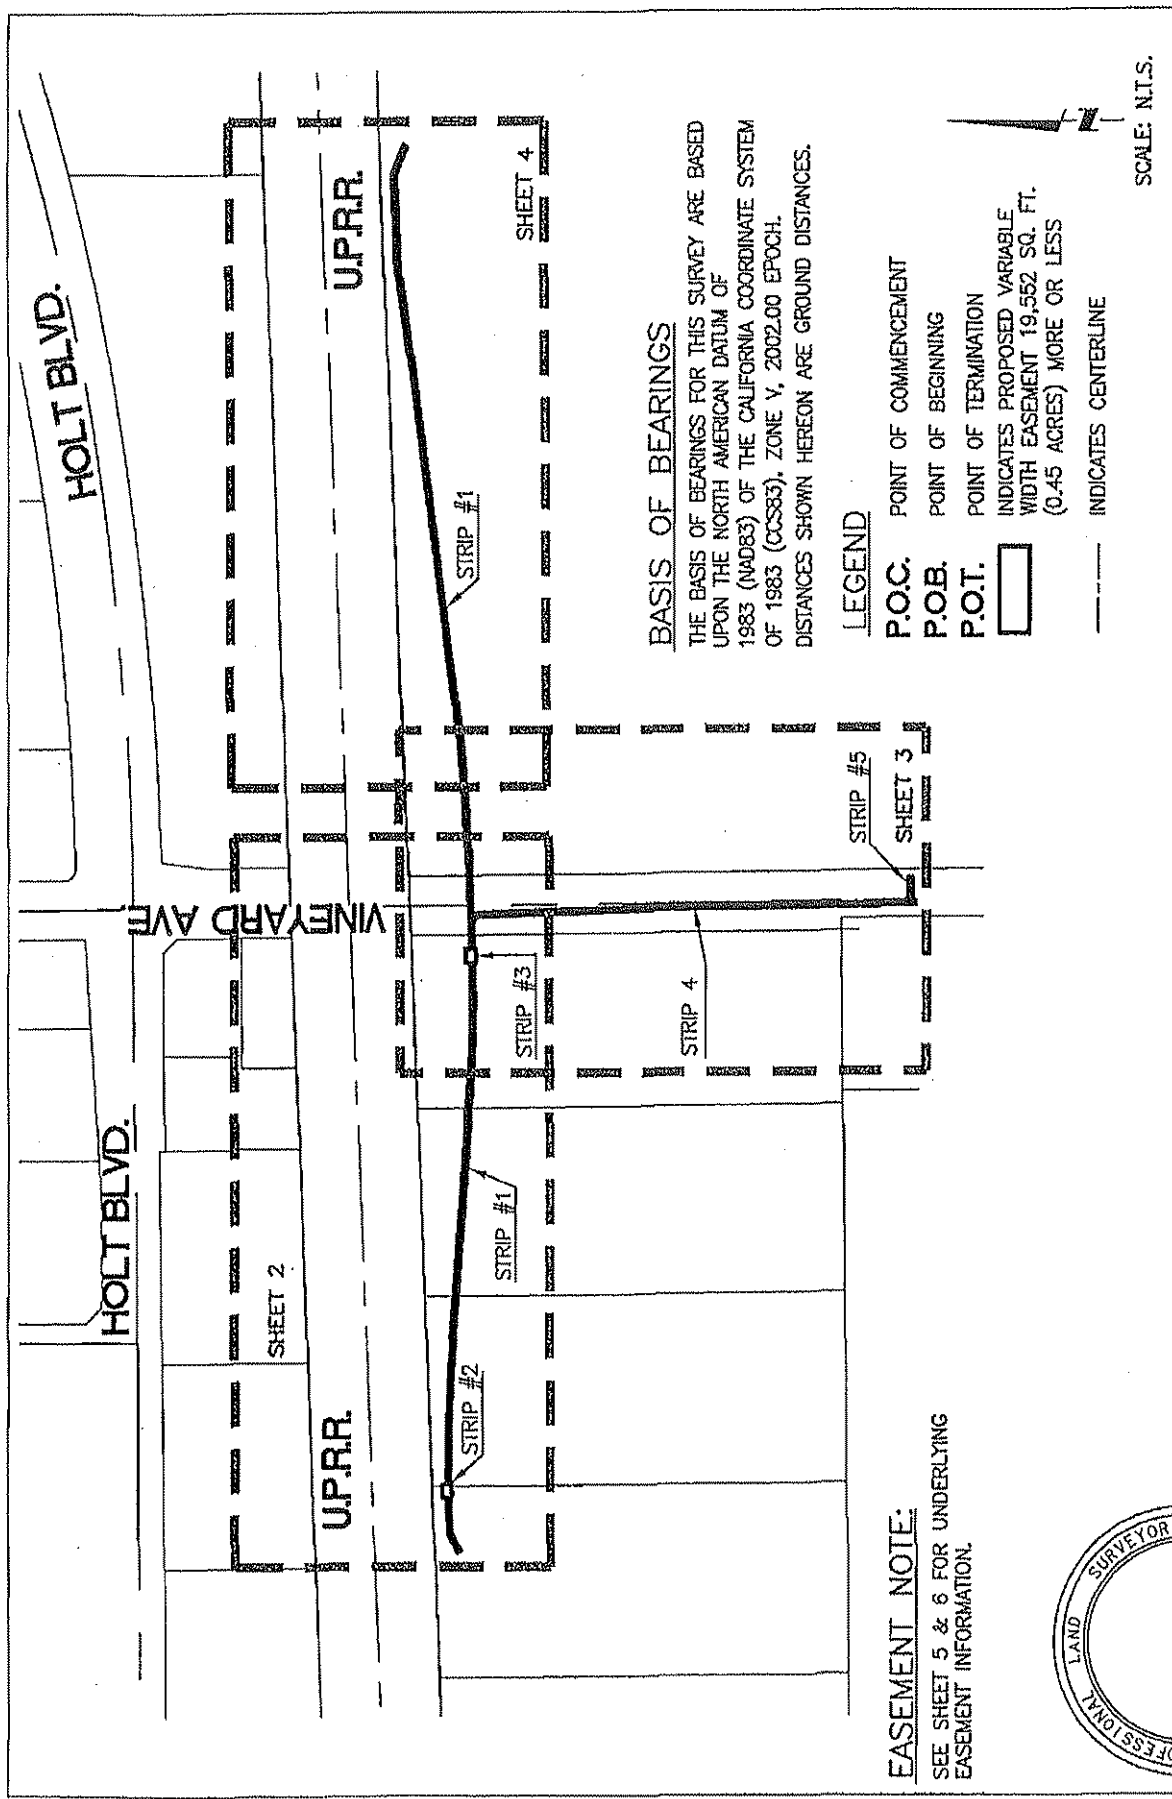 HOLT BLVD.
HOLT BLVD.
VINEYARD AVE
SHEET 2
U.P.R.R.
U.P.R.R.
STRIP #2
STRIP #1
STRIP #3
STRIP #1
SHEET 4
STRIP 4
STRIP #5
SHEET 3
EASEMENT NOTE:
SEE SHEET 5 & 6 FOR UNDERLYING
EASEMENT INFORMATION.
BASIS OF BEARINGS
THE BASIS OF BEARINGS FOR THIS SURVEY ARE BASED
UPON THE NORTH AMERICAN DATUM OF
1983 (NAD83) OF THE CALIFORNIA COORDINATE SYSTEM
OF 1983 (CCS83), ZONE V, 2002.00 EPOCH.
DISTANCES SHOWN HEREON ARE GROUND DISTANCES.
LEGEND
P.O.C. POINT OF COMMENCEMENT
P.O.B. POINT OF BEGINNING
P.O.T. POINT OF TERMINATION
INDICATES PROPOSED VARIABLE
WIDTH EASEMENT 19,552 SQ. FT.
(0.45 ACRES) MORE OR LESS
INDICATES CENTERLINE
N
SCALE: N.T.S.
LAND SURVEYOR